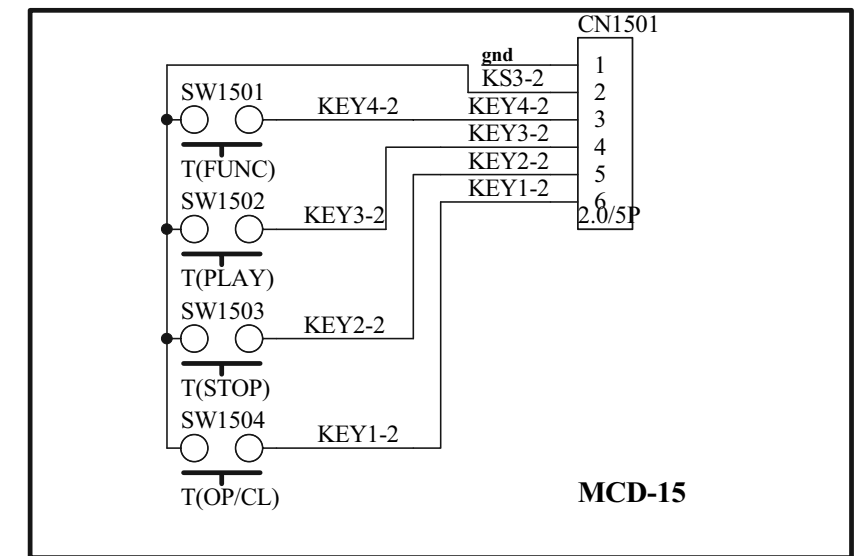 CN1501
gnd 1
KS3-2 2
SW1501 KEY4-2 KEY4-2 3
KEY3-2 4
T(FUNC) KEY2-2 5
SW1502 KEY1-2 6
KEY3-2 2.0/5P
T(PLAY)
SW1503
KEY2-2
T(STOP)
SW1504
KEY1-2
T(OP/CL) MCD-15